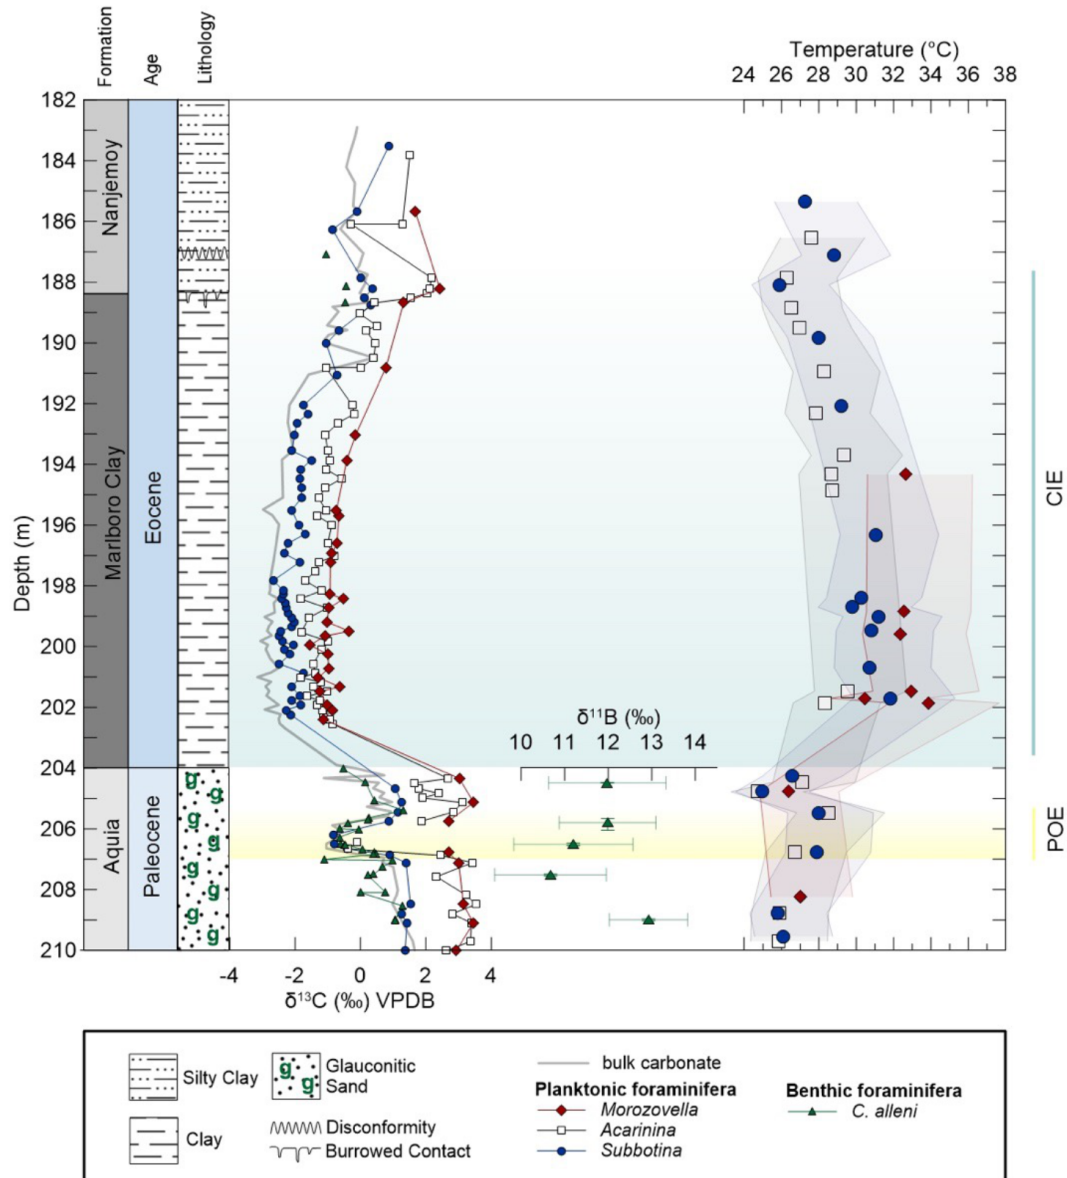 Formation
Age
Lithology
Temperature (°C)
24 26 28 30 32 34 36 38
Depth (m)
182
184
186
188
190
192
194
196
198
200
202
204
206
208
210
Nanjemoy
Marlboro Clay
Aquia
Eocene
Paleocene
g
g
g
g
g
g
g
g
δ¹¹B (‰)
10 11 12 13 14
CIE
POE
-4 -2 0 2 4
δ¹³C (‰) VPDB
Silty Clay
Clay
g
g
Glauconitic
Sand
Disconformity
Burrowed Contact
bulk carbonate
Planktonic foraminifera
Morozovella
Acarinina
Subbotina
Benthic foraminifera
C. alleni